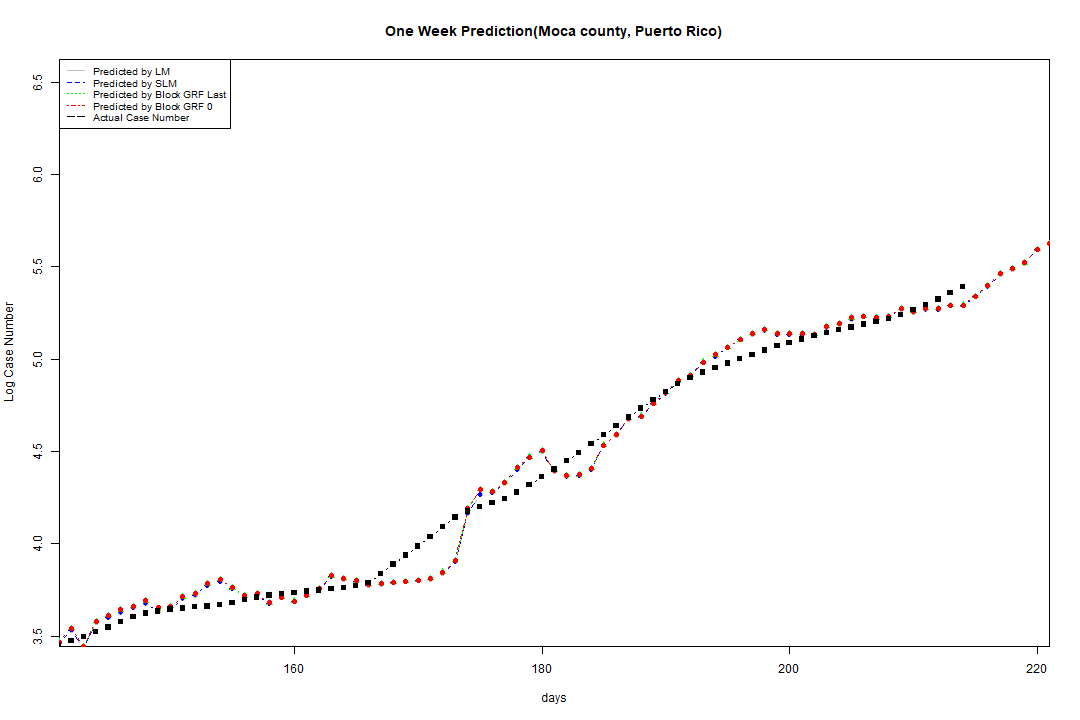 One Week Prediction(Moca county, Puerto Rico)
Predicted by LM
Predicted by SLM
Predicted by Block GRF Last
Predicted by Block GRF 0
Actual Case Number
6.5
6.0
5.5
5.0
4.5
4.0
3.5
Log Case Number
160
180
200
220
days